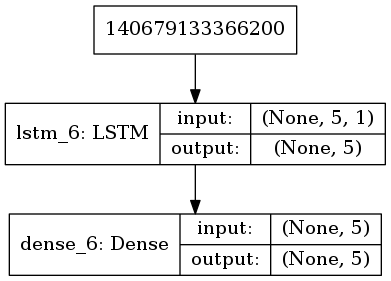 140679133366200
lstm_6: LSTM
input:
(None, 5, 1)
output:
(None, 5)
dense_6: Dense
input:
(None, 5)
output:
(None, 5)